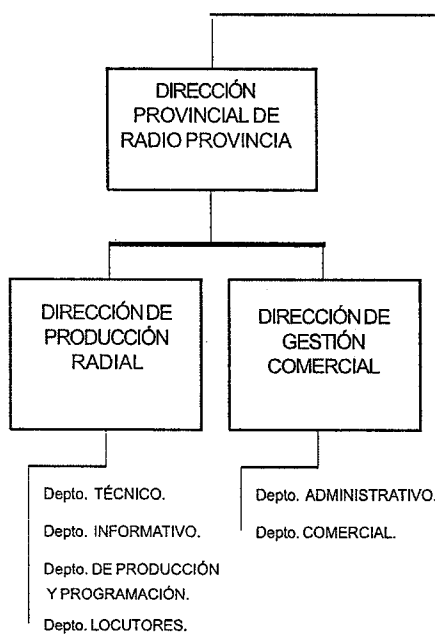 DIRECCIÓN
PROVINCIAL DE
RADIO PROVINCIA
DIRECCIÓN DE
PRODUCCIÓN
RADIAL
DIRECCIÓN DE
GESTIÓN
COMERCIAL
Depto. TÉCNICO.
Depto. INFORMATIVO.
Depto. DE PRODUCCIÓN
Y PROGRAMACIÓN.
Depto. LOCUTORES.
Depto. ADMINISTRATIVO.
Depto. COMERCIAL.